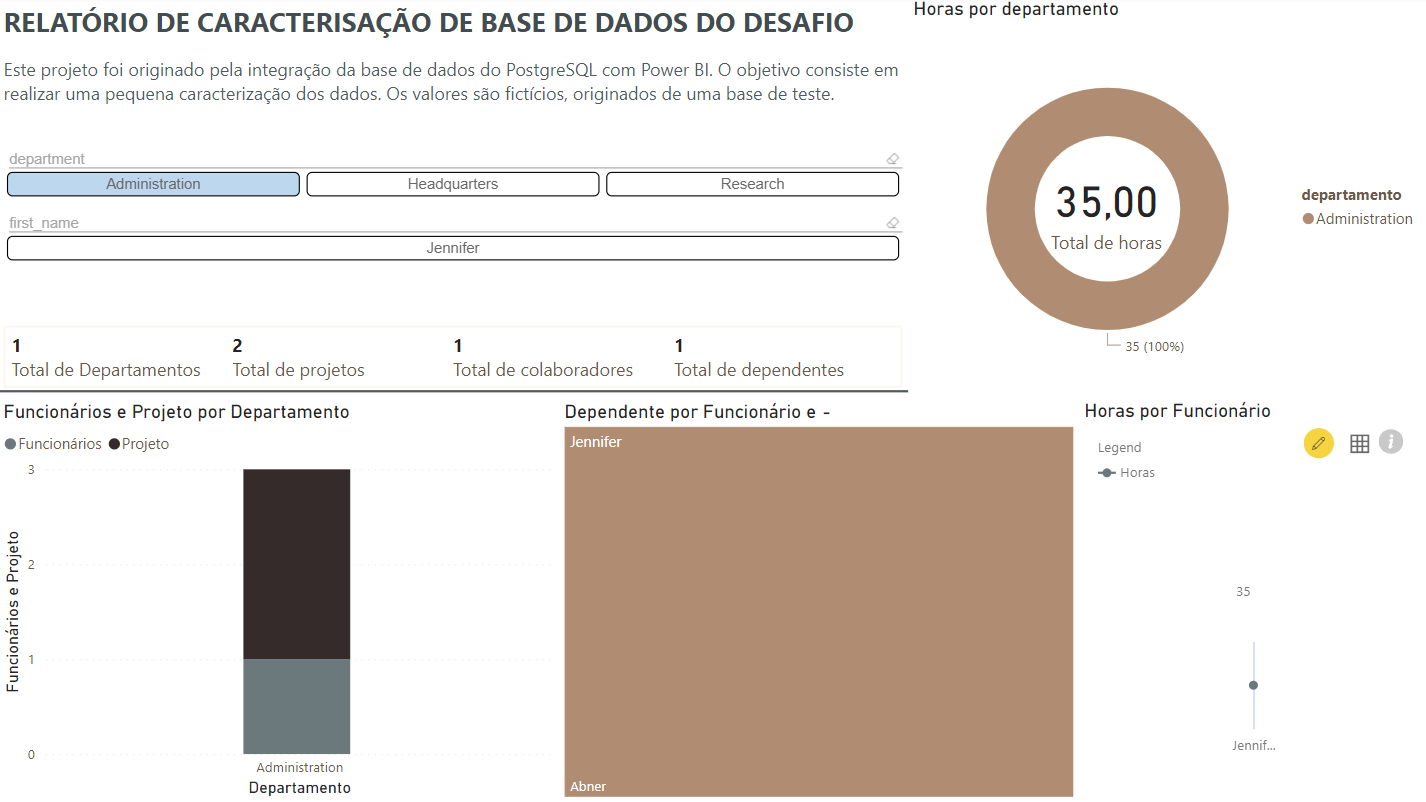 RELATÓRIO DE CARACTERISAÇÃO DE BASE DE DADOS DO DESAFIO
Este projeto foi originado pela integração da base de dados do PostgreSQL com Power BI. O objetivo consiste em
realizar uma pequena caracterização dos dados. Os valores são fictícios, originados de uma base de teste.
department
Administration
Headquarters
Research
first_name
Jennifer
1
Total de Departamentos
2
Total de projetos
1
Total de colaboradores
1
Total de dependentes
Horas por departamento
35,00
Total de horas
35 (100%)
departamento
Administration
Funcionários e Projeto por Departamento
Funcionários
Projeto
Funcionários e Projeto
3
2
1
0
Administration
Departamento
Dependente por Funcionário e -
Jennifer
Abner
Horas por Funcionário
Legend
Horas
i
35
Jennif...